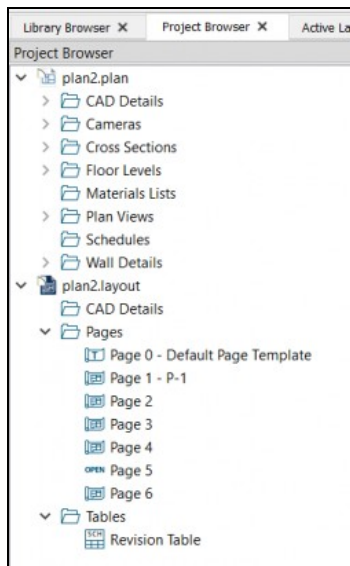 Library Browser X Project Browser X Active La
Project Browser
plan2.plan
CAD Details
Cameras
Cross Sections
Floor Levels
Materials Lists
Plan Views
Schedules
Wall Details
plan2.layout
CAD Details
Pages
Page 0 - Default Page Template
Page 1 - P-1
Page 2
Page 3
Page 4
OPEN Page 5
Page 6
Tables
SCH Revision Table